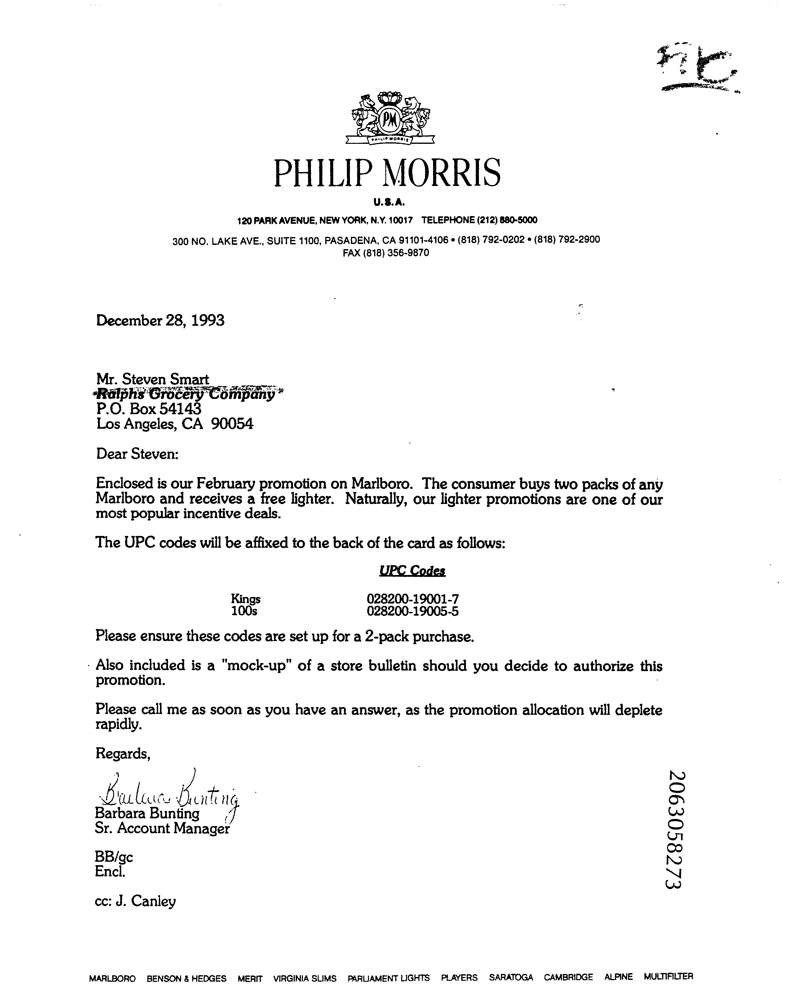 PM
PHILIP MORRIS
PHILIP MORRIS
U.S.A.
120 PARK AVENUE, NEW YORK, N.Y. 10017 TELEPHONE (212) 880-5000
300 NO. LAKE AVE., SUITE 1100, PASADENA, CA 91101-4106 • (818) 792-0202 • (818) 792-2900
FAX (818) 356-9870
December 28, 1993
Mr. Steven Smart
Ralphs Grocery Company
P.O. Box 54143
Los Angeles, CA 90054
Dear Steven:
Enclosed is our February promotion on Marlboro. The consumer buys two packs of any
Marlboro and receives a free lighter. Naturally, our lighter promotions are one of our
most popular incentive deals.
The UPC codes will be affixed to the back of the card as follows:
UPC Codes
Kings 028200-19001-7
100s 028200-19005-5
Please ensure these codes are set up for a 2-pack purchase.
Also included is a "mock-up" of a store bulletin should you decide to authorize this
promotion.
Please call me as soon as you have an answer, as the promotion allocation will deplete
rapidly.
Regards,
Barbara Bunting
Barbara Bunting
Sr. Account Manager
BB/gc
Encl.
cc: J. Canley
2063058273
MARLBORO BENSON & HEDGES MERIT VIRGINIA SLIMS PARLIAMENT LIGHTS PLAYERS SARATOGA CAMBRIDGE ALPINE MULTIFILTER